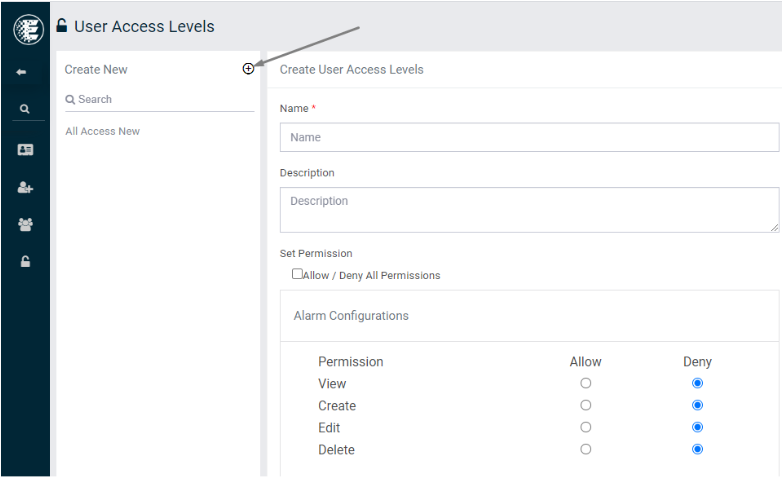 User Access Levels
Create New
Search
All Access New
Create User Access Levels
Name *
Name
Description
Description
Set Permission
Allow / Deny All Permissions
Alarm Configurations
Permission Allow Deny
View
Create
Edit
Delete